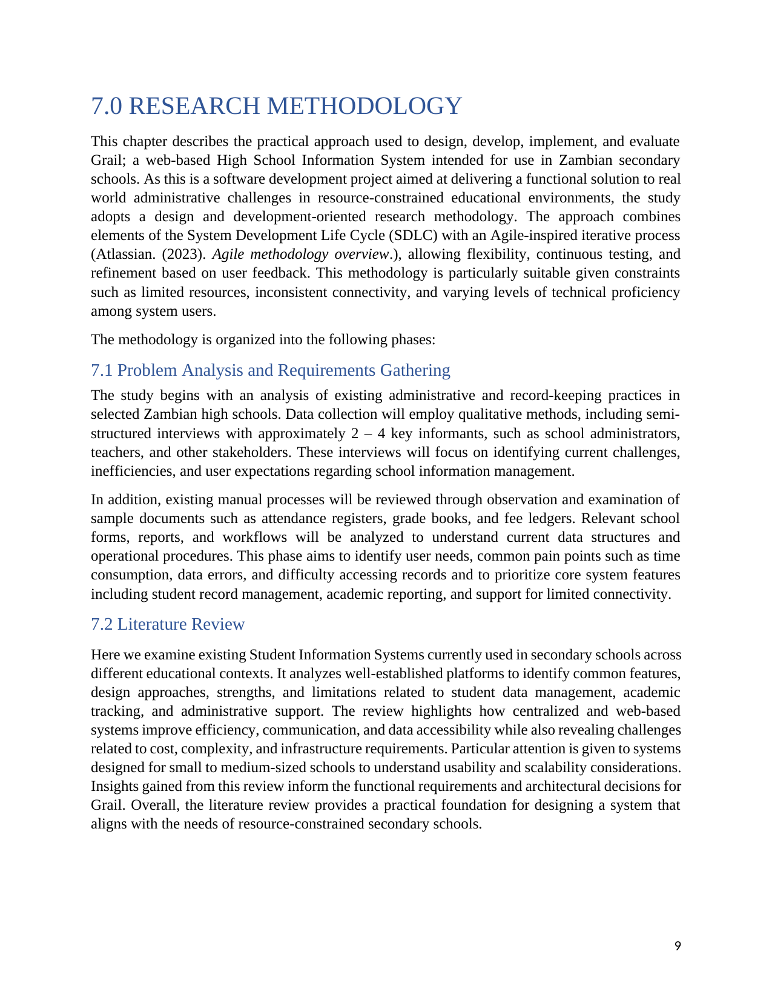 7.0 RESEARCH METHODOLOGY
This chapter describes the practical approach used to design, develop, implement, and evaluate
Grail; a web-based High School Information System intended for use in Zambian secondary
schools. As this is a software development project aimed at delivering a functional solution to real
world administrative challenges in resource-constrained educational environments, the study
adopts a design and development-oriented research methodology. The approach combines
elements of the System Development Life Cycle (SDLC) with an Agile-inspired iterative process
(Atlassian. (2023). Agile methodology overview.), allowing flexibility, continuous testing, and
refinement based on user feedback. This methodology is particularly suitable given constraints
such as limited resources, inconsistent connectivity, and varying levels of technical proficiency
among system users.
The methodology is organized into the following phases:
7.1 Problem Analysis and Requirements Gathering
The study begins with an analysis of existing administrative and record-keeping practices in
selected Zambian high schools. Data collection will employ qualitative methods, including semi-
structured interviews with approximately 2 – 4 key informants, such as school administrators,
teachers, and other stakeholders. These interviews will focus on identifying current challenges,
inefficiencies, and user expectations regarding school information management.
In addition, existing manual processes will be reviewed through observation and examination of
sample documents such as attendance registers, grade books, and fee ledgers. Relevant school
forms, reports, and workflows will be analyzed to understand current data structures and
operational procedures. This phase aims to identify user needs, common pain points such as time
consumption, data errors, and difficulty accessing records and to prioritize core system features
including student record management, academic reporting, and support for limited connectivity.
7.2 Literature Review
Here we examine existing Student Information Systems currently used in secondary schools across
different educational contexts. It analyzes well-established platforms to identify common features,
design approaches, strengths, and limitations related to student data management, academic
tracking, and administrative support. The review highlights how centralized and web-based
systems improve efficiency, communication, and data accessibility while also revealing challenges
related to cost, complexity, and infrastructure requirements. Particular attention is given to systems
designed for small to medium-sized schools to understand usability and scalability considerations.
Insights gained from this review inform the functional requirements and architectural decisions for
Grail. Overall, the literature review provides a practical foundation for designing a system that
aligns with the needs of resource-constrained secondary schools.
9